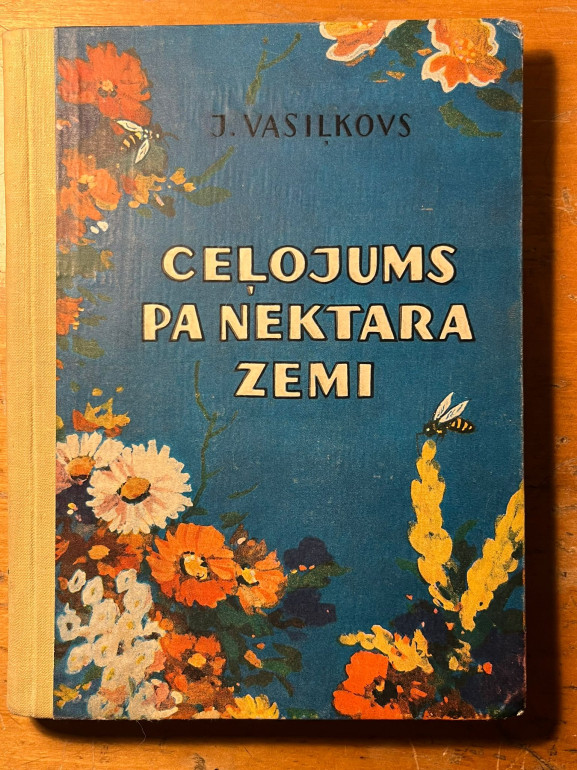 J. VASIĻKOVS
CEĻOJUMS
PA NEKTARA
ZEMI